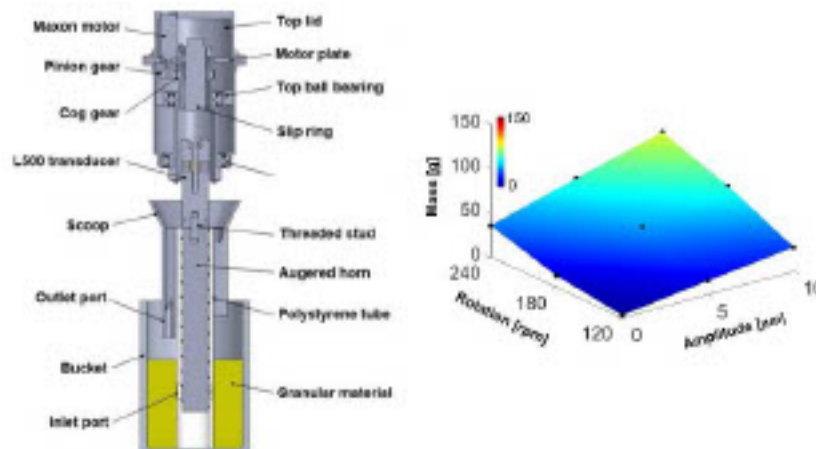 Maxon motor
Pinion gear
Cog gear
L500 transducer
Scoop
Outlet port
Bucket
Inlet port
Top lid
Motor plate
Top ball bearing
Slip ring
Threaded stud
Augered horn
Polystyrene tube
Granular material
150
0
Mass [g]
150
100
50
0
240
180
120
Rotation [rpm]
0
5
10
Amplitude